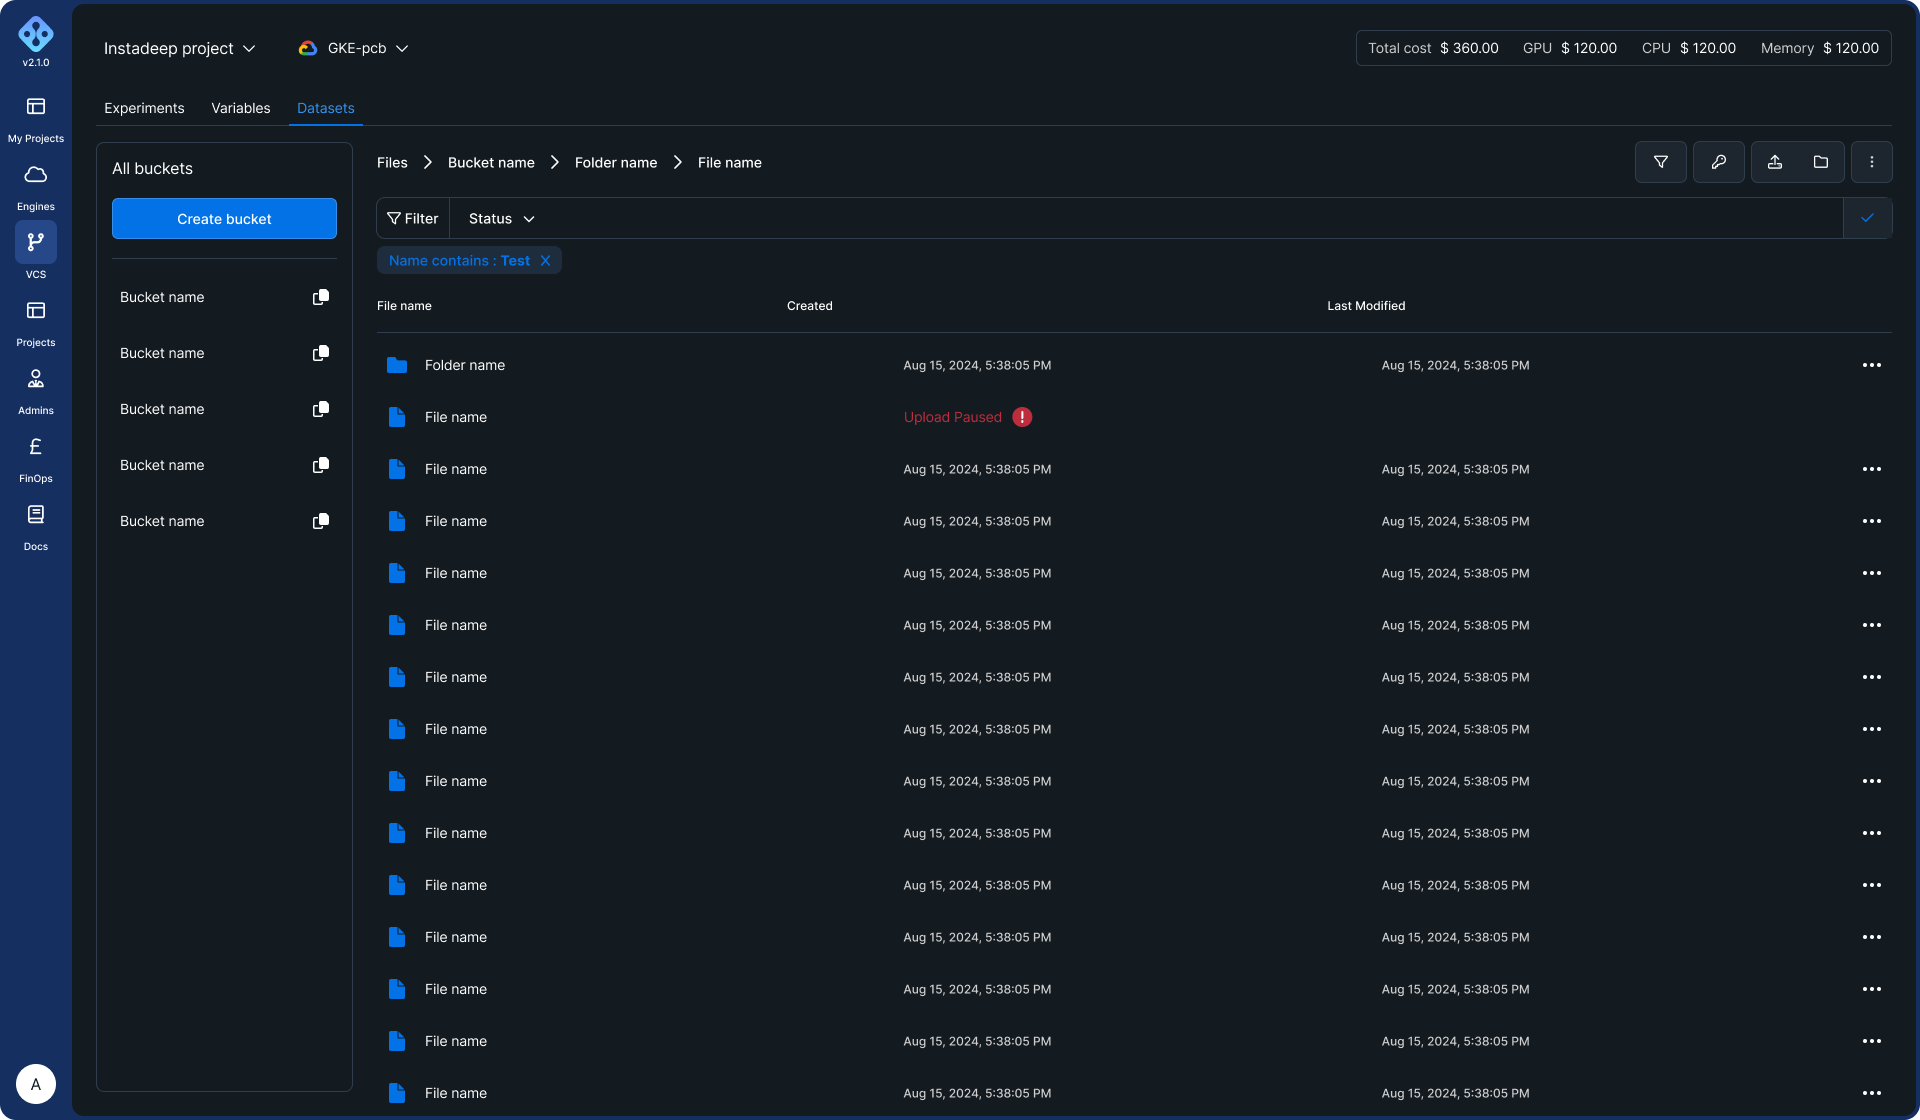 v2.1.0
My Projects
Engines
VCS
Projects
Admins
£
FinOps
Docs
A
Instadeep project
GKE-pcb
Total cost $ 360.00 GPU $ 120.00 CPU $ 120.00 Memory $ 120.00
Experiments Variables Datasets
All buckets
Create bucket
Bucket name
Bucket name
Bucket name
Bucket name
Bucket name
Files > Bucket name > Folder name > File name
Filter Status
Name contains : Test
File name Created Last Modified
Folder name Aug 15, 2024, 5:38:05 PM Aug 15, 2024, 5:38:05 PM
File name Upload Paused !
File name Aug 15, 2024, 5:38:05 PM Aug 15, 2024, 5:38:05 PM
File name Aug 15, 2024, 5:38:05 PM Aug 15, 2024, 5:38:05 PM
File name Aug 15, 2024, 5:38:05 PM Aug 15, 2024, 5:38:05 PM
File name Aug 15, 2024, 5:38:05 PM Aug 15, 2024, 5:38:05 PM
File name Aug 15, 2024, 5:38:05 PM Aug 15, 2024, 5:38:05 PM
File name Aug 15, 2024, 5:38:05 PM Aug 15, 2024, 5:38:05 PM
File name Aug 15, 2024, 5:38:05 PM Aug 15, 2024, 5:38:05 PM
File name Aug 15, 2024, 5:38:05 PM Aug 15, 2024, 5:38:05 PM
File name Aug 15, 2024, 5:38:05 PM Aug 15, 2024, 5:38:05 PM
File name Aug 15, 2024, 5:38:05 PM Aug 15, 2024, 5:38:05 PM
File name Aug 15, 2024, 5:38:05 PM Aug 15, 2024, 5:38:05 PM
File name Aug 15, 2024, 5:38:05 PM Aug 15, 2024, 5:38:05 PM
File name Aug 15, 2024, 5:38:05 PM Aug 15, 2024, 5:38:05 PM